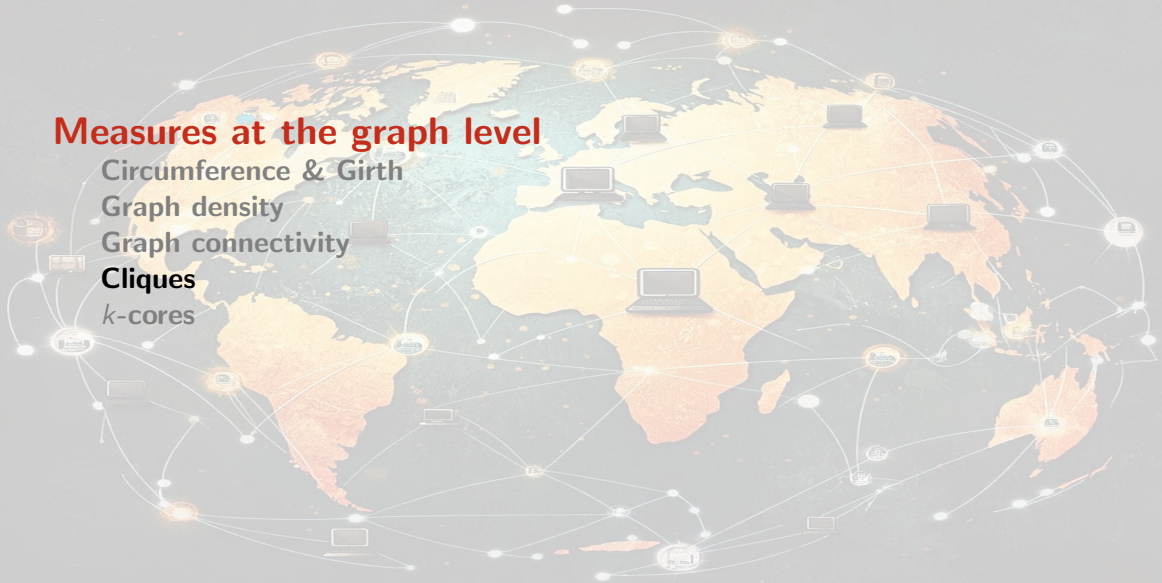 Measures at the graph level
Circumference & Girth
Graph density
Graph connectivity
Cliques
k-cores